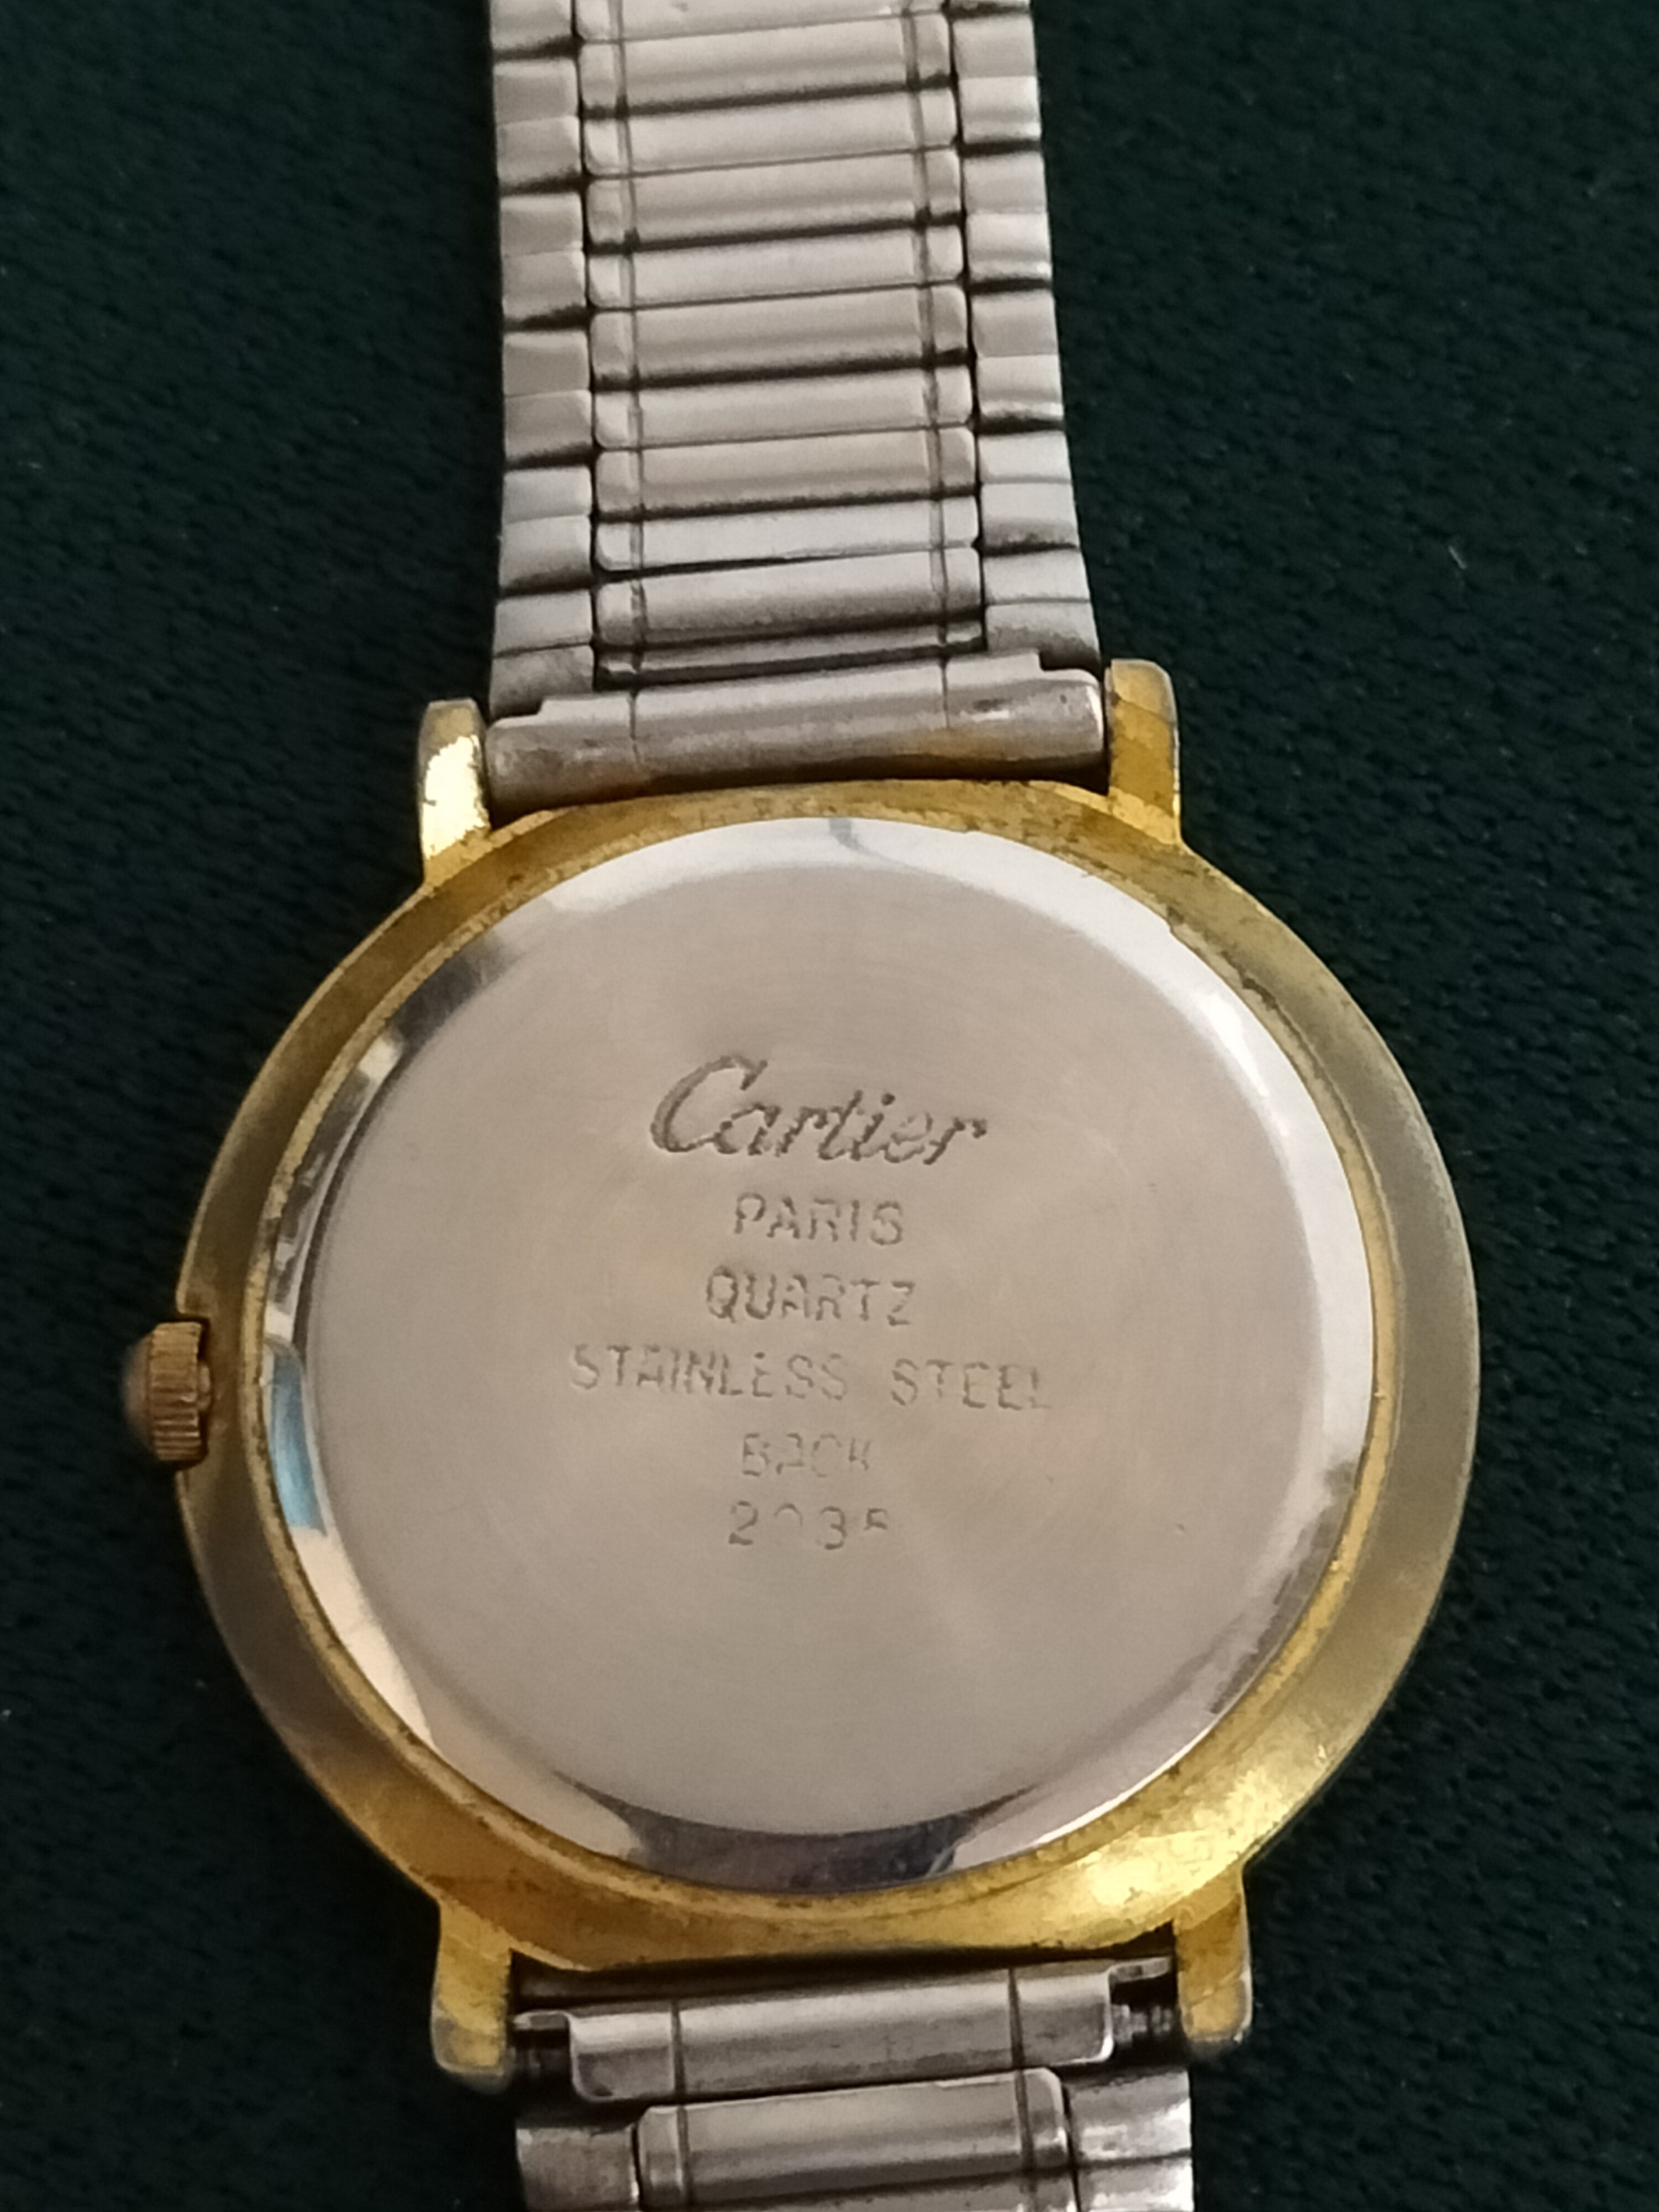 Cartier
PARIS
QUARTZ
STAINLESS STEEL
BACK